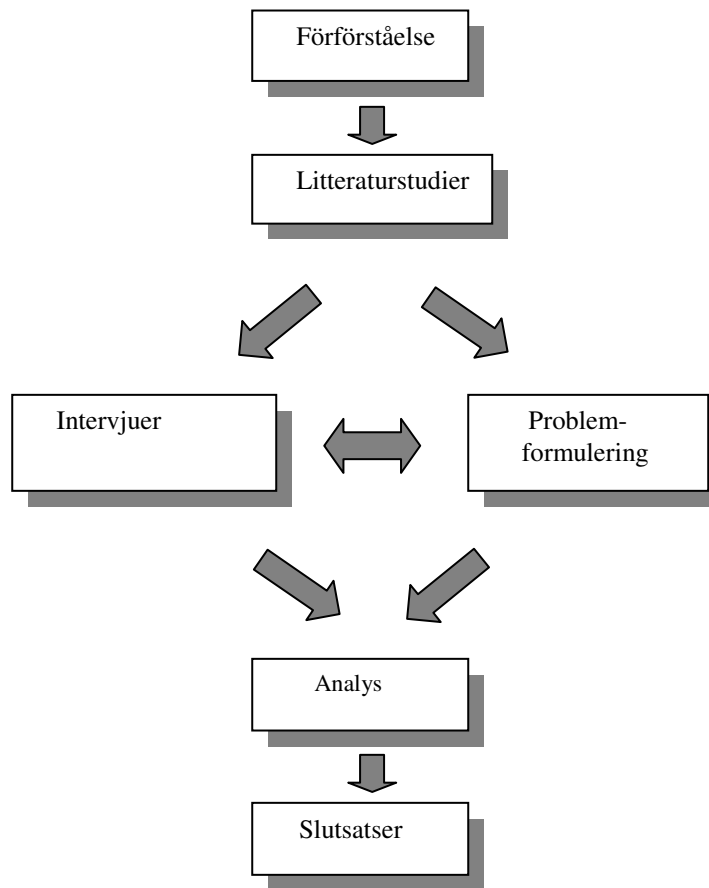 Förförståelse
Litteraturstudier
Intervjuer
Problem-
formulering
Analys
Slutsatser